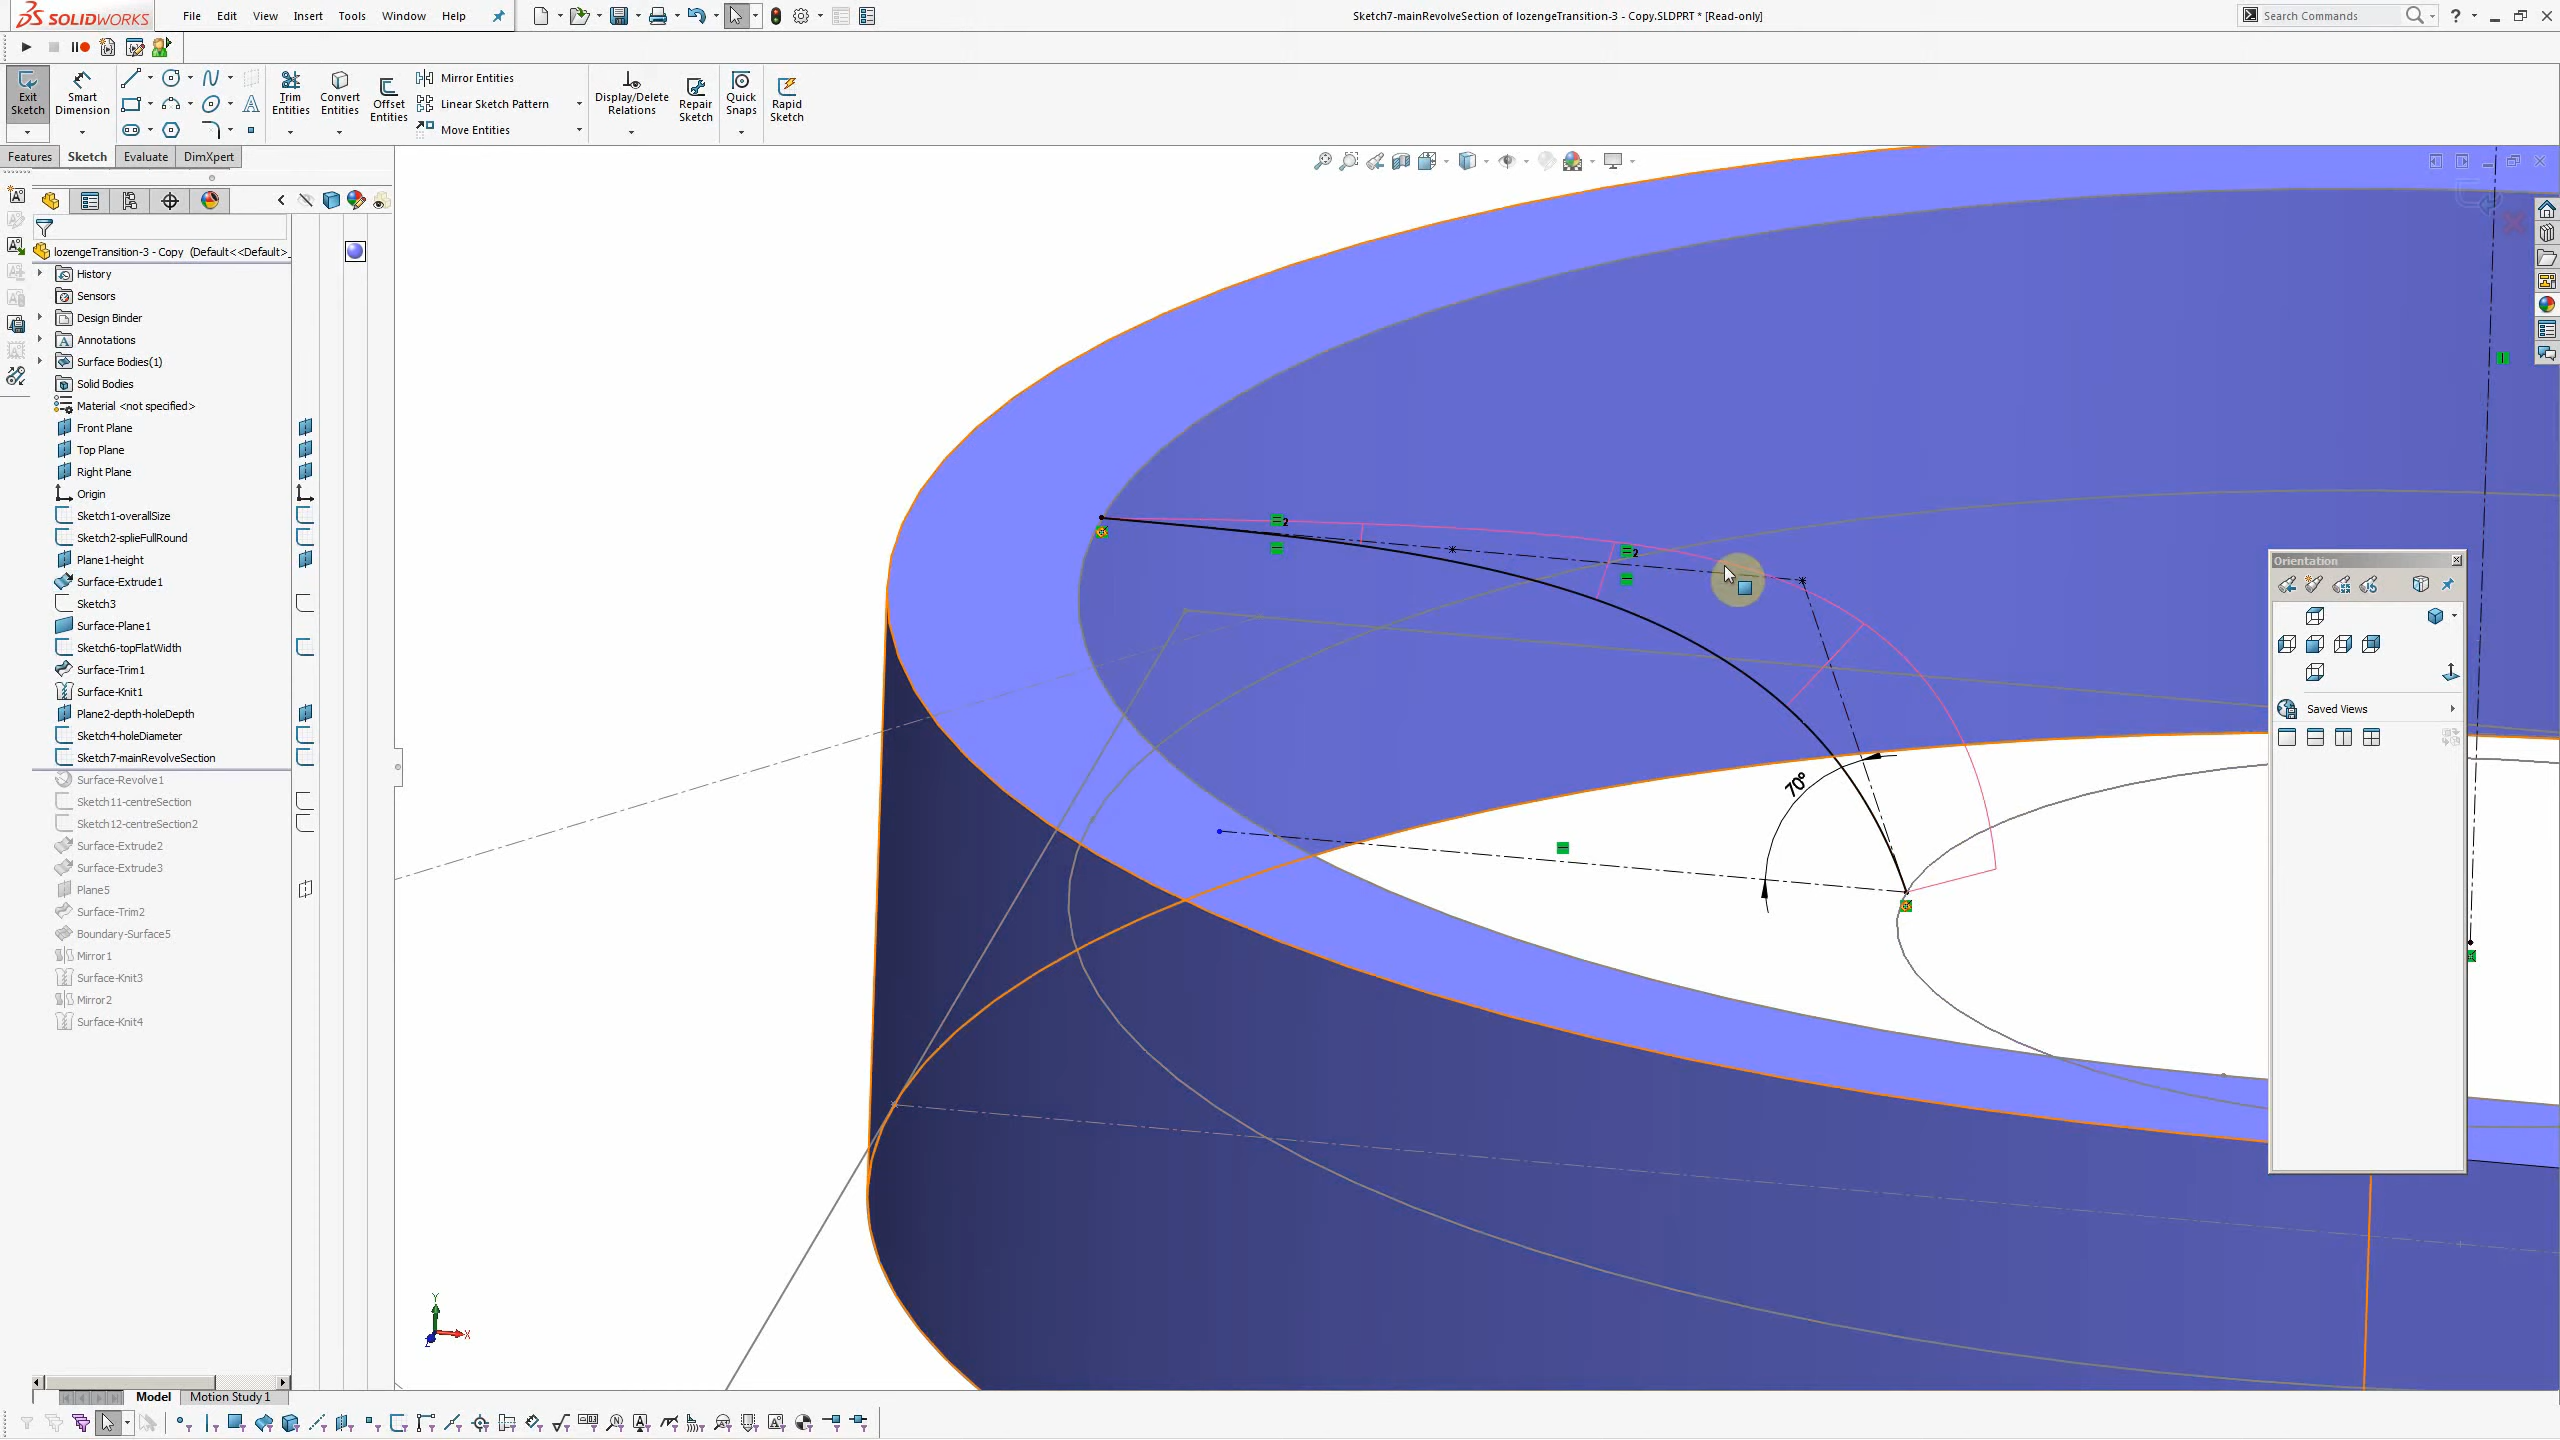 SOLIDWORKS
File
Edit
View
Insert
Tools
Window
Help
Sketch7-mainRevolveSection of lozengeTransition-3 - Copy.SLDPRT * [Read-only]
Search Commands
Exit Sketch
Smart Dimension
Trim Entities
Convert Entities
Offset Entities
Mirror Entities
Linear Sketch Pattern
Move Entities
Display/Delete Relations
Repair Sketch
Quick Snaps
Rapid Sketch
Features
Sketch
Evaluate
DimXpert
lozengeTransition-3 - Copy (Default<<Default>_
History
Sensors
Design Binder
Annotations
Surface Bodies(1)
Solid Bodies
Material <not specified>
Front Plane
Top Plane
Right Plane
Origin
Sketch1-overallSize
Sketch2-splieFullRound
Plane1-height
Surface-Extrude1
Sketch3
Surface-Plane1
Sketch6-topFlatWidth
Surface-Trim1
Surface-Knit1
Plane2-depth-holeDepth
Sketch4-holeDiameter
Sketch7-mainRevolveSection
Surface-Revolve1
Sketch11-centreSection
Sketch12-centreSection2
Surface-Extrude2
Surface-Extrude3
Plane5
Surface-Trim2
Boundary-Surface5
Mirror1
Surface-Knit3
Mirror2
Surface-Knit4
2
2
70°
Orientation
Saved Views
Y
X
Z
Model
Motion Study 1